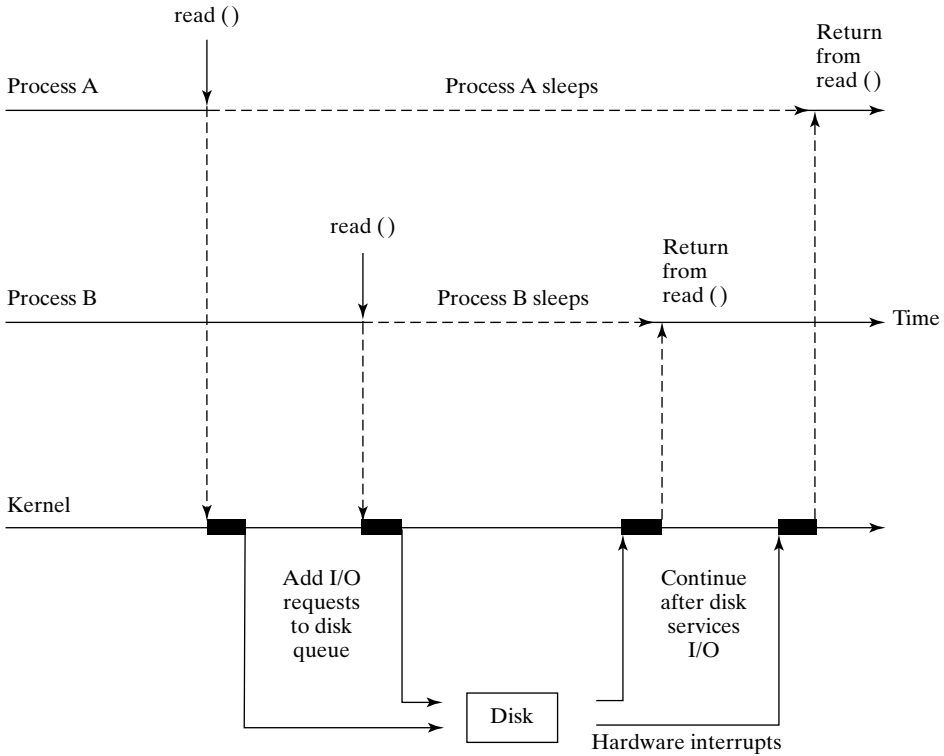 read ( )
Return
from
read ( )
Process A
Process A sleeps
read ( )
Return
from
read ( )
Process B
Process B sleeps
Time
Kernel
Add I/O
requests
to disk
queue
Continue
after disk
services
I/O
Disk
Hardware interrupts